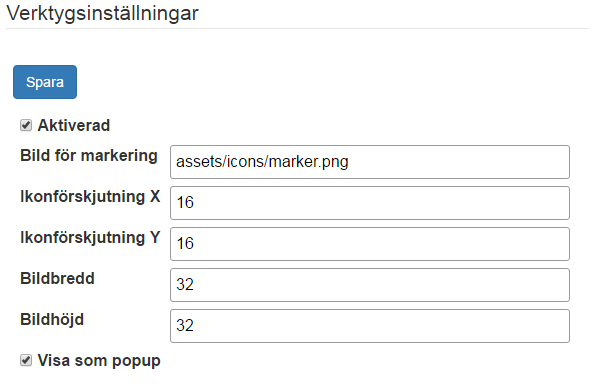 Verktygsinställningar
Spara
Aktiverad
Bild för markering assets/icons/marker.png
Ikonförskjutning X 16
Ikonförskjutning Y 16
Bildbredd 32
Bildhöjd 32
Visa som popup